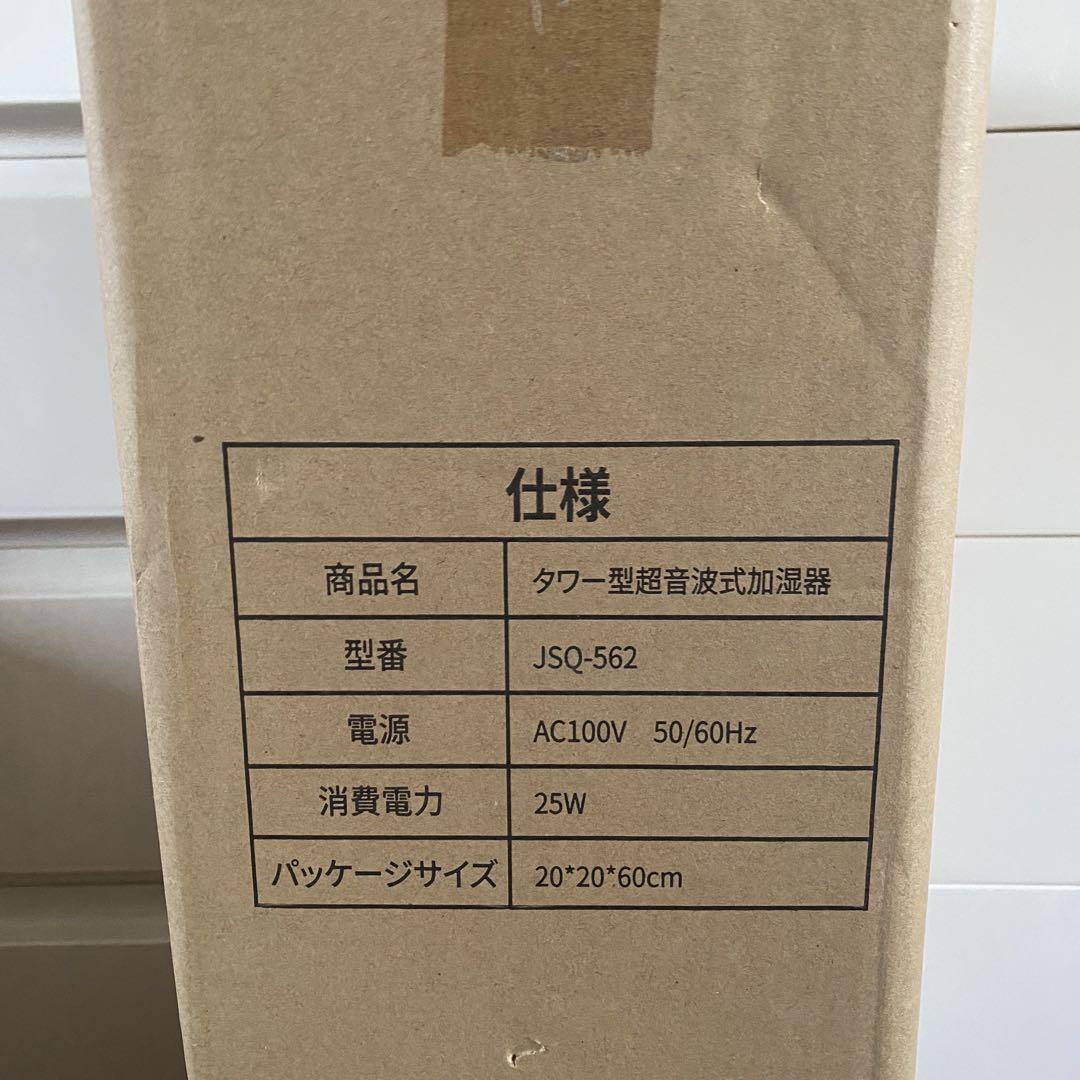 仕様
商品名 タワー型超音波式加湿器
型番 JSQ-562
電源 AC100V 50/60Hz
消費電力 25W
パッケージサイズ 20*20*60cm